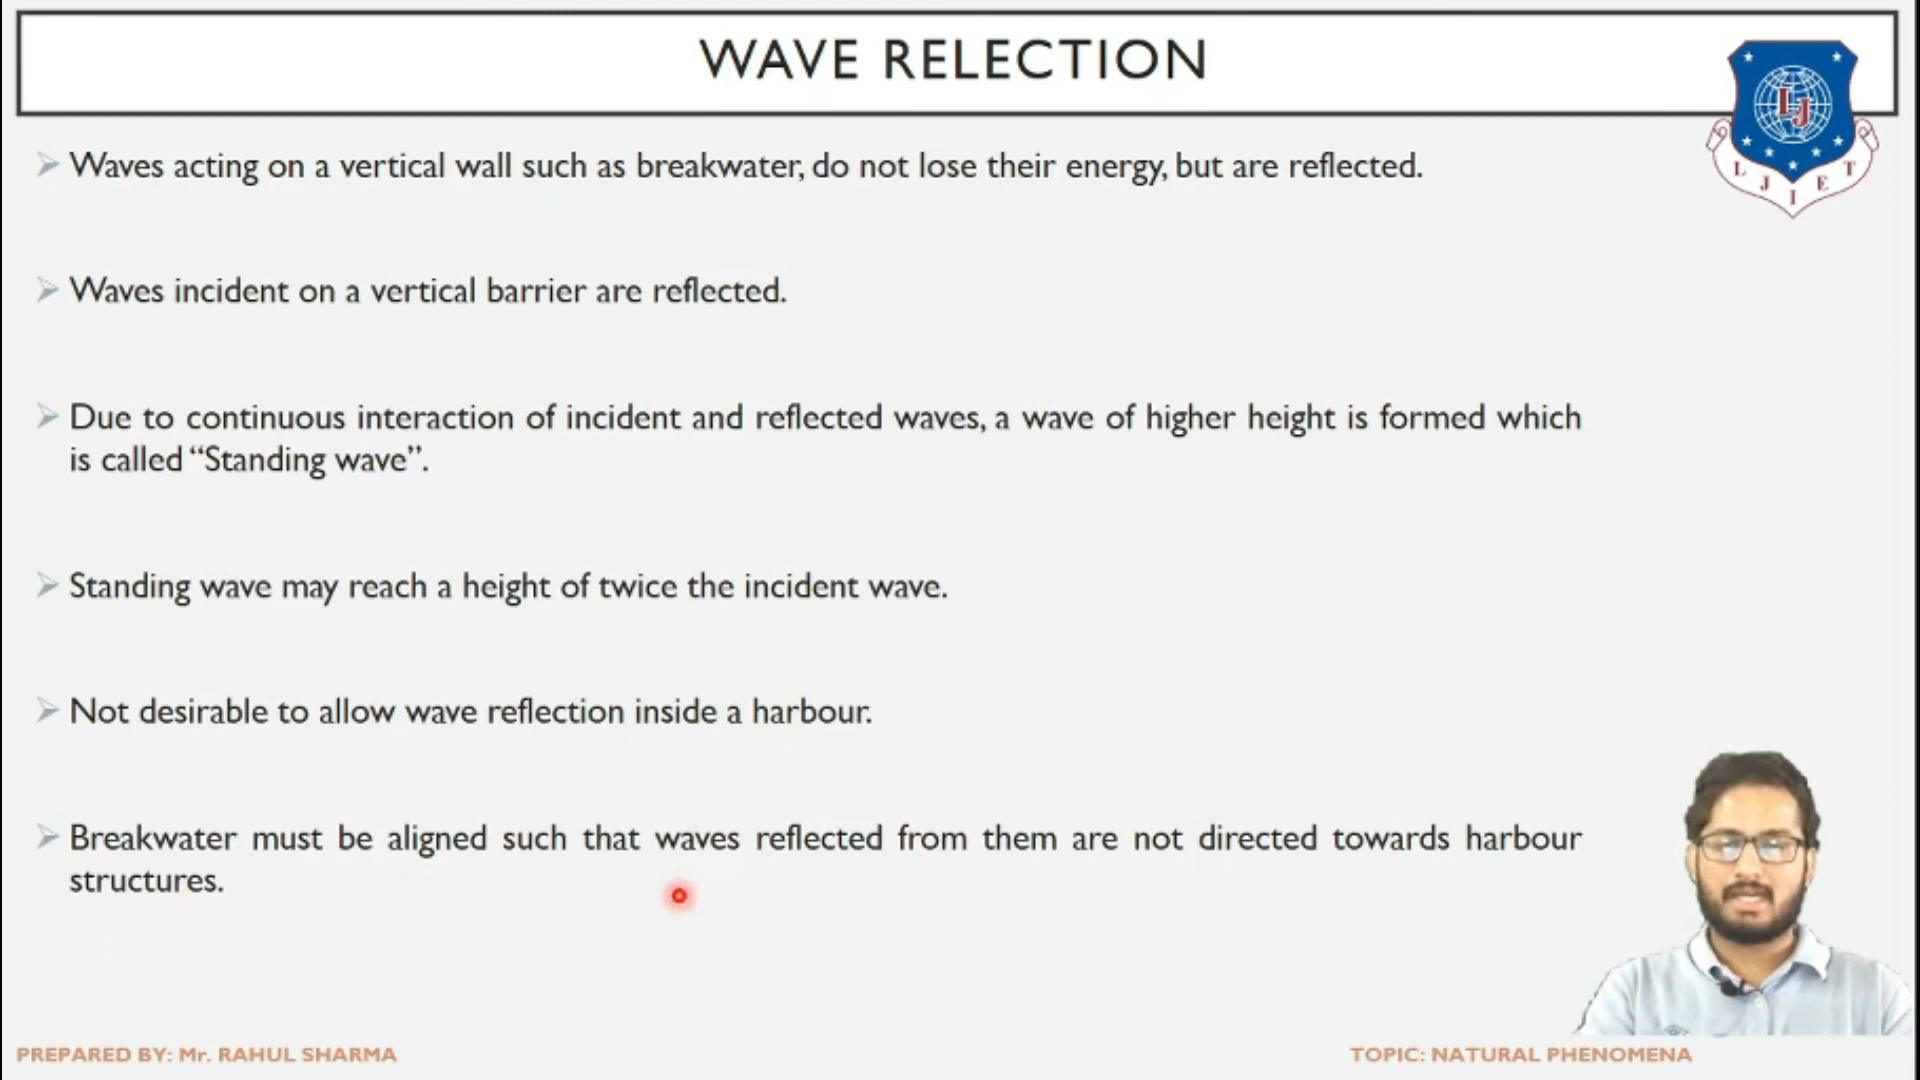 WAVE RELECTION
LJ
L J I E T
Waves acting on a vertical wall such as breakwater, do not lose their energy, but are reflected.
Waves incident on a vertical barrier are reflected.
Due to continuous interaction of incident and reflected waves, a wave of higher height is formed which
is called “Standing wave”.
Standing wave may reach a height of twice the incident wave.
Not desirable to allow wave reflection inside a harbour.
Breakwater must be aligned such that waves reflected from them are not directed towards harbour
structures.
PREPARED BY: Mr. RAHUL SHARMA
TOPIC: NATURAL PHENOMENA